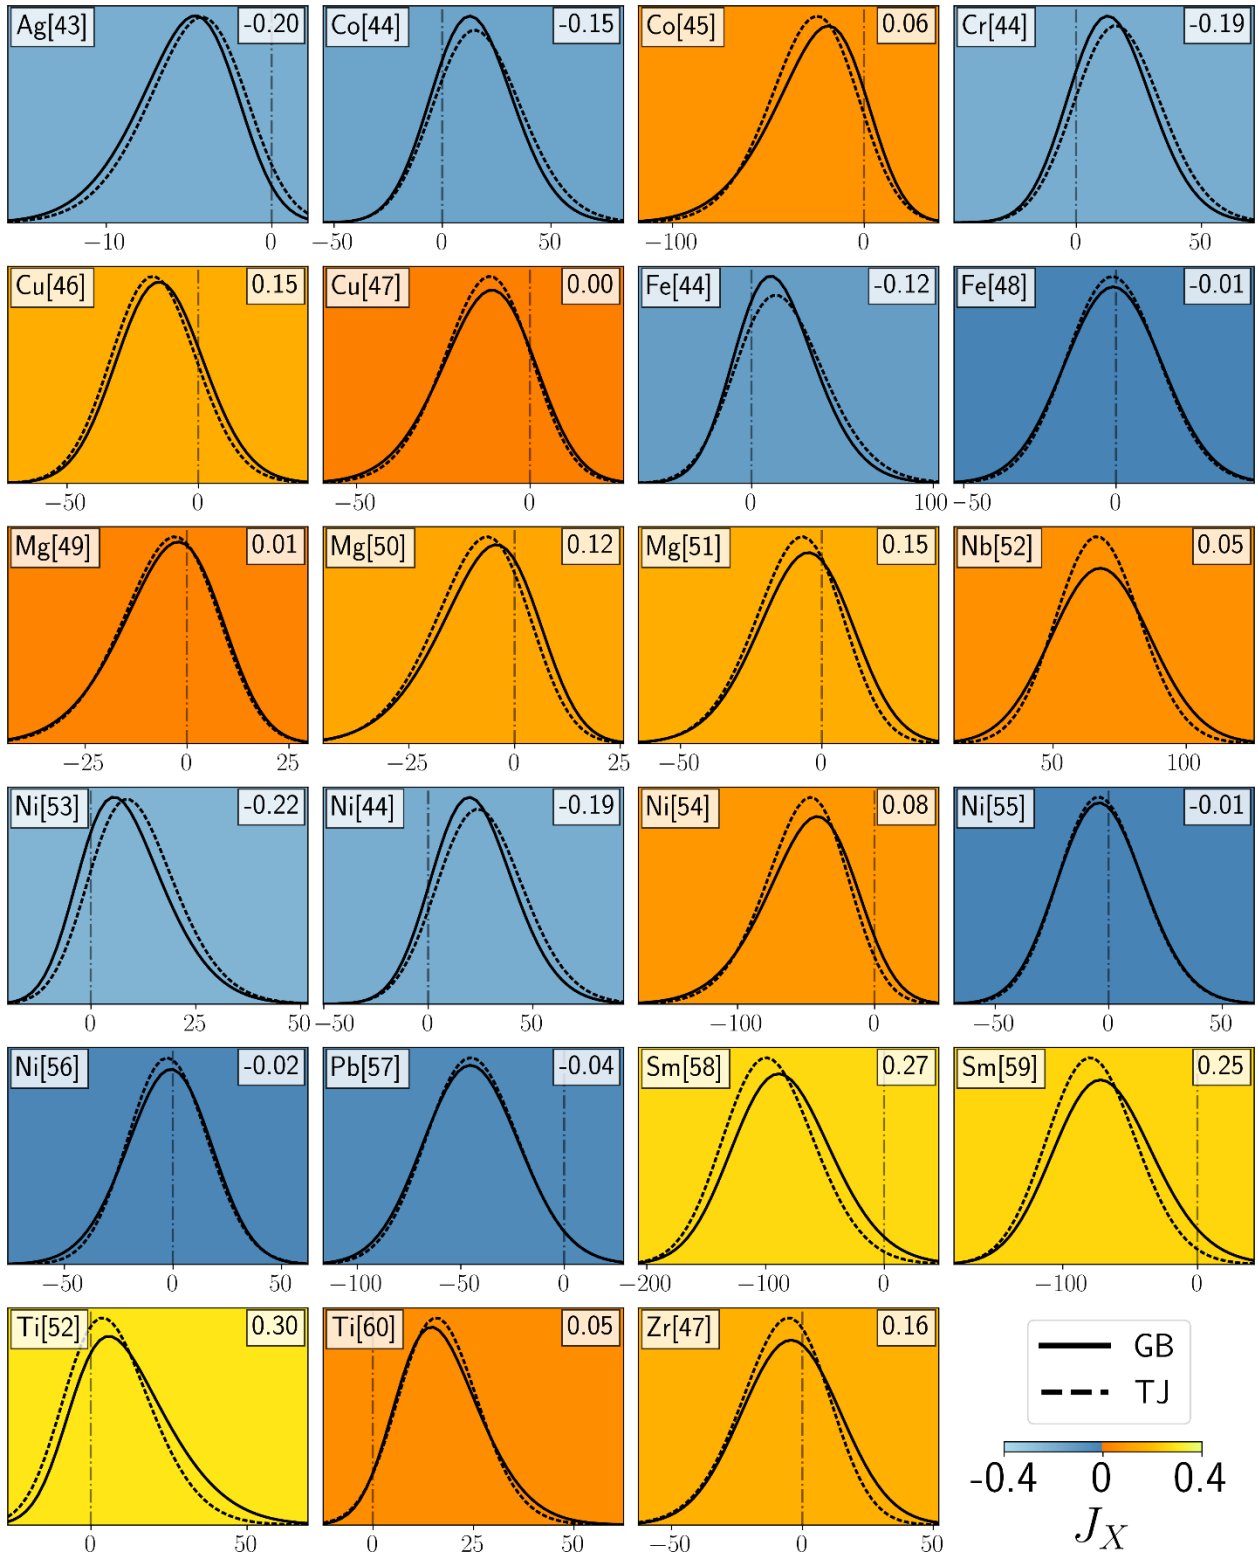 Ag[43] -0.20 Co[44] -0.15 Co[45] 0.06 Cr[44] -0.19
−10 0 −50 0 50 −100 0 0 50
Cu[46] 0.15 Cu[47] 0.00 Fe[44] -0.12 Fe[48] -0.01
−50 0 −50 0 0 100 −50 0
Mg[49] 0.01 Mg[50] 0.12 Mg[51] 0.15 Nb[52] 0.05
−25 0 25 −25 0 25 −50 0 50 100
Ni[53] -0.22 Ni[44] -0.19 Ni[54] 0.08 Ni[55] -0.01
0 25 50 −50 0 50 −100 0 −50 0 50
Ni[56] -0.02 Pb[57] -0.04 Sm[58] 0.27 Sm[59] 0.25
−50 0 50 −100 −50 0 −200 −100 0 −100 0
Ti[52] 0.30 Ti[60] 0.05 Zr[47] 0.16
GB
TJ
-0.4 0 0.4
J_X
0 50 0 25 50 −50 0 50